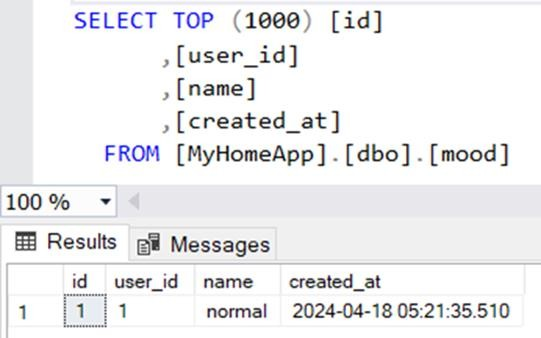 SELECT TOP (1000) [id]
,[user_id]
,[name]
,[created_at]
FROM [MyHomeApp].[dbo].[mood]
100 %
Results Messages
id user_id name created_at
1 1 1 normal 2024-04-18 05:21:35.510